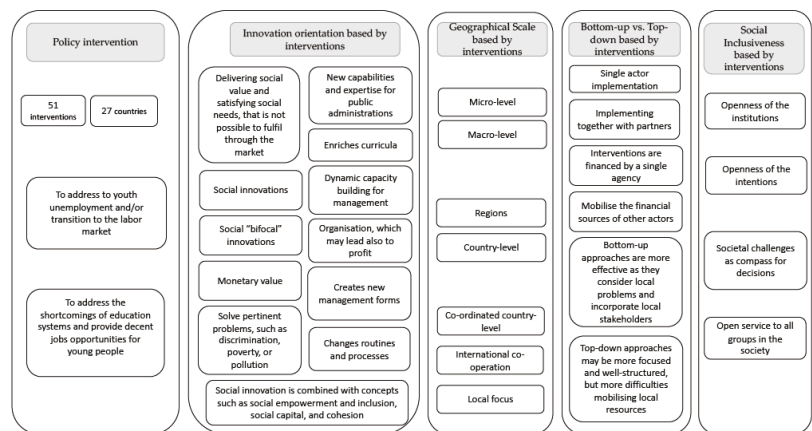 Policy intervention
51
interventions
27 countries
To address to youth
unemployment and/or
transition to the labor
market
To address the
shortcomings of education
systems and provide decent
jobs opportunities for
young people
Innovation orientation based by
interventions
Delivering social
value and
satisfying social
needs, that is not
possible to fulfil
through the
market
Social innovations
Social "bifocal"
innovations
Monetary value
Solve pertinent
problems, such as
discrimination,
poverty, or
pollution
New capabilities
and expertise for
public
administrations
Enriches curricula
Dynamic capacity
building for
management
Organisation, which
may lead also to
profit
Creates new
management forms
Changes routines
and processes
Social innovation is combined with concepts
such as social empowerment and inclusion,
social capital, and cohesion
Geographical Scale
based by
interventions
Micro-level
Macro-level
Regions
Country-level
Co-ordinated country-
level
International co-
operation
Local focus
Bottom-up vs. Top-
down based by
interventions
Single actor
implementation
Implementing
together with partners
Interventions are
financed by a single
agency
Mobilise the financial
sources of other actors
Bottom-up
approaches are more
effective as they
consider local
problems and
incorporate local
stakeholders
Top-down approaches
may be more focused
and well-structured,
but more difficulties
mobilising local
resources
Social
Inclusiveness
based by
interventions
Openness of the
institutions
Openness of the
intentions
Societal challenges
as compass for
decisions
Open service to all
groups in the
society